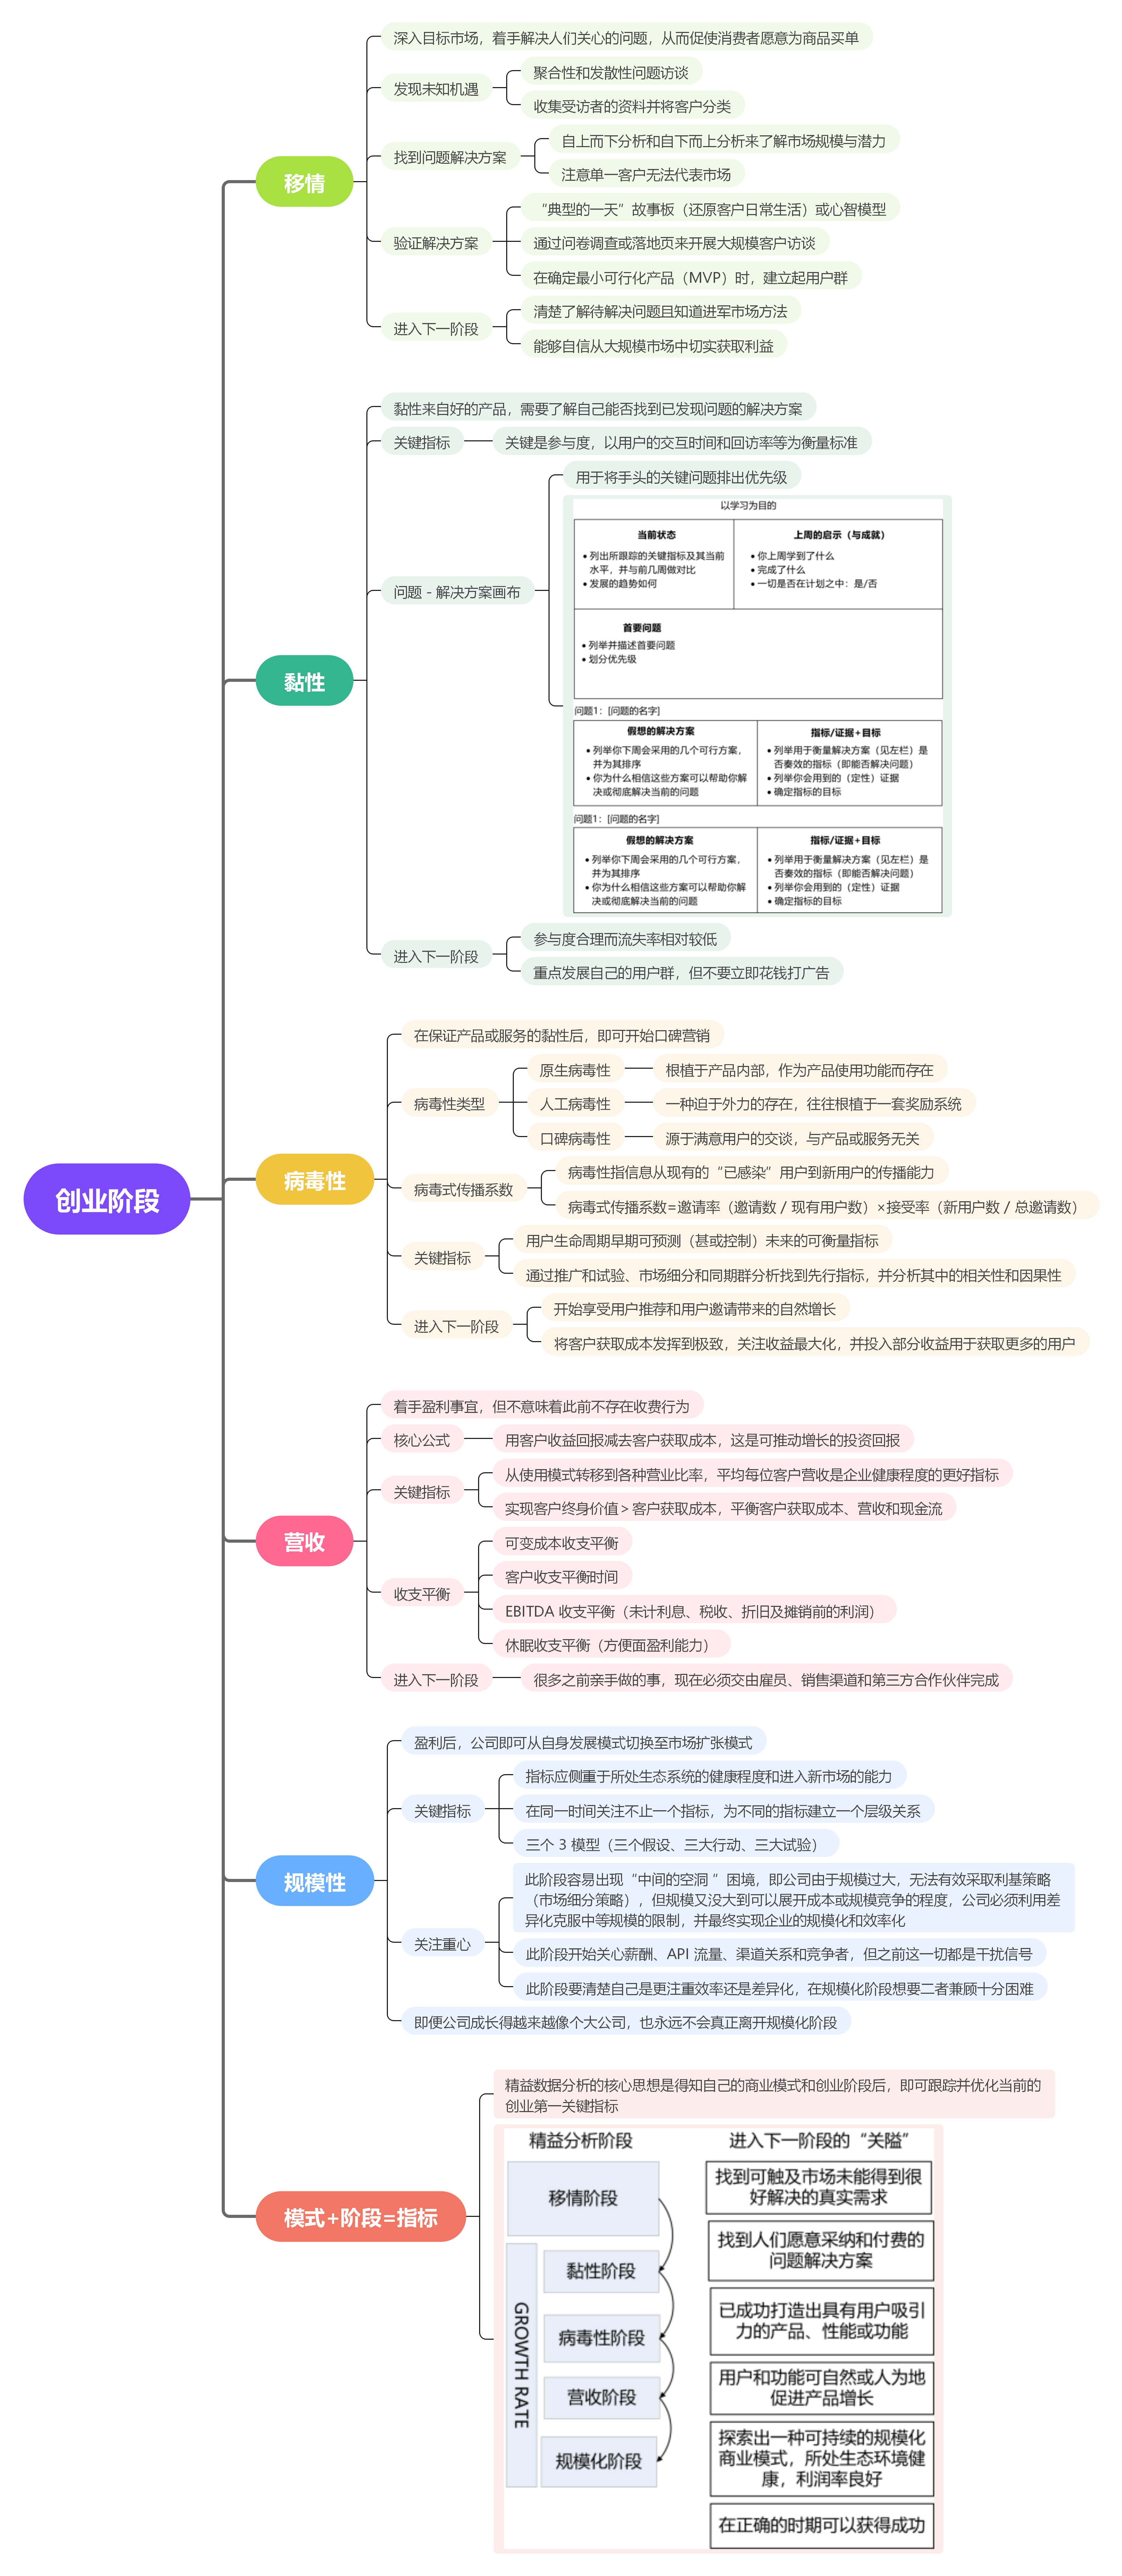 创业阶段
移情
深入目标市场，着手解决人们关心的问题，从而促使消费者愿意为商品买单
发现未知机遇
聚合性和发散性问题访谈
收集受访者的资料并将客户分类
找到问题解决方案
自上而下分析和自下而上分析来了解市场规模与潜力
注意单一客户无法代表市场
验证解决方案
“典型的一天”故事板（还原客户日常生活）或心智模型
通过问卷调查或落地页来开展大规模客户访谈
在确定最小可行化产品（MVP）时，建立起用户群
进入下一阶段
清楚了解待解决问题且知道进军市场方法
能够自信从大规模市场中切实获取利益
黏性
黏性来自好的产品，需要了解自己能否找到已发现问题的解决方案
关键指标
关键是参与度，以用户的交互时间和回访率等为衡量标准
问题 - 解决方案画布
用于将手头的关键问题排出优先级
以学习为目的
当前状态
• 列出所跟踪的关键指标及其当前
水平，并与前几周做对比
• 发展的趋势如何
上周的启示（与成就）
• 你上周学到了什么
• 完成了什么
• 一切是否在计划之中：是/否
首要问题
• 列举并描述首要问题
• 划分优先级
问题1：[问题的名字]
假想的解决方案
• 列举你下周会采用的几个可行方案，
并为其排序
• 你为什么相信这些方案可以帮助你解
决或彻底解决当前的问题
指标/证据+目标
• 列举用于衡量解决方案（见左栏）是
否奏效的指标（即能否解决问题）
• 列举你会用到的（定性）证据
• 确定指标的目标
问题1：[问题的名字]
假想的解决方案
• 列举你下周会采用的几个可行方案，
并为其排序
• 你为什么相信这些方案可以帮助你解
决或彻底解决当前的问题
指标/证据+目标
• 列举用于衡量解决方案（见左栏）是
否奏效的指标（即能否解决问题）
• 列举你会用到的（定性）证据
• 确定指标的目标
进入下一阶段
参与度合理而流失率相对较低
重点发展自己的用户群，但不要立即花钱打广告
病毒性
在保证产品或服务的黏性后，即可开始口碑营销
病毒性类型
原生病毒性
根植于产品内部，作为产品使用功能而存在
人工病毒性
一种迫于外力的存在，往往根植于一套奖励系统
口碑病毒性
源于满意用户的交谈，与产品或服务无关
病毒式传播系数
病毒性指信息从现有的“已感染”用户到新用户的传播能力
病毒式传播系数=邀请率（邀请数 / 现有用户数）×接受率（新用户数 / 总邀请数）
关键指标
用户生命周期早期可预测（甚或控制）未来的可衡量指标
通过推广和试验、市场细分和同期群分析找到先行指标，并分析其中的相关性和因果性
进入下一阶段
开始享受用户推荐和用户邀请带来的自然增长
将客户获取成本发挥到极致，关注收益最大化，并投入部分收益用于获取更多的用户
营收
着手盈利事宜，但不意味着此前不存在收费行为
核心公式
用客户收益回报减去客户获取成本，这是可推动增长的投资回报
关键指标
从使用模式转移到各种营业比率，平均每位客户营收是企业健康程度的更好指标
实现客户终身价值 > 客户获取成本，平衡客户获取成本、营收和现金流
收支平衡
可变成本收支平衡
客户收支平衡时间
EBITDA 收支平衡（未计利息、税收、折旧及摊销前的利润）
休眠收支平衡（方便面盈利能力）
进入下一阶段
很多之前亲手做的事，现在必须交由雇员、销售渠道和第三方合作伙伴完成
规模性
盈利后，公司即可从自身发展模式切换至市场扩张模式
关键指标
指标应侧重于所处生态系统的健康程度和进入新市场的能力
在同一时间关注不止一个指标，为不同的指标建立一个层级关系
三个 3 模型（三个假设、三大行动、三大试验）
关注重心
此阶段容易出现“中间的空洞 ”困境，即公司由于规模过大，无法有效采取利基策略
（市场细分策略），但规模又没大到可以展开成本或规模竞争的程度，公司必须利用差
异化克服中等规模的限制，并最终实现企业的规模化和效率化
此阶段开始关心薪酬、API 流量、渠道关系和竞争者，但之前这一切都是干扰信号
此阶段要清楚自己是更注重效率还是差异化，在规模化阶段想要二者兼顾十分困难
即便公司成长得越来越像个大公司，也永远不会真正离开规模化阶段
模式+阶段=指标
精益数据分析的核心思想是得知自己的商业模式和创业阶段后，即可跟踪并优化当前的
创业第一关键指标
精益分析阶段
移情阶段
黏性阶段
病毒性阶段
营收阶段
规模化阶段
GROWTH RATE
进入下一阶段的“关隘”
找到可触及市场未能得到很
好解决的真实需求
找到人们愿意采纳和付费的
问题解决方案
已成功打造出具有用户吸引
力的产品、性能或功能
用户和功能可自然或人为地
促进产品增长
探索出一种可持续的规模化
商业模式，所处生态环境健
康，利润率良好
在正确的时期可以获得成功